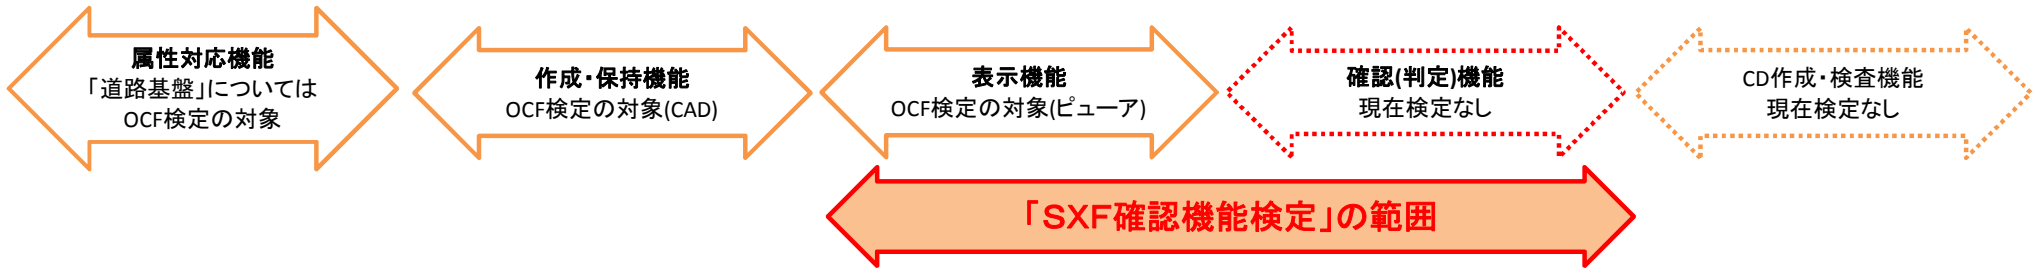 属性対応機能
「道路基盤」については
OCF検定の対象
作成・保持機能
OCF検定の対象(CAD)
表示機能
OCF検定の対象(ピューア)
確認(判定)機能
現在検定なし
CD作成・検査機能
現在検定なし
「SXF確認機能検定」の範囲